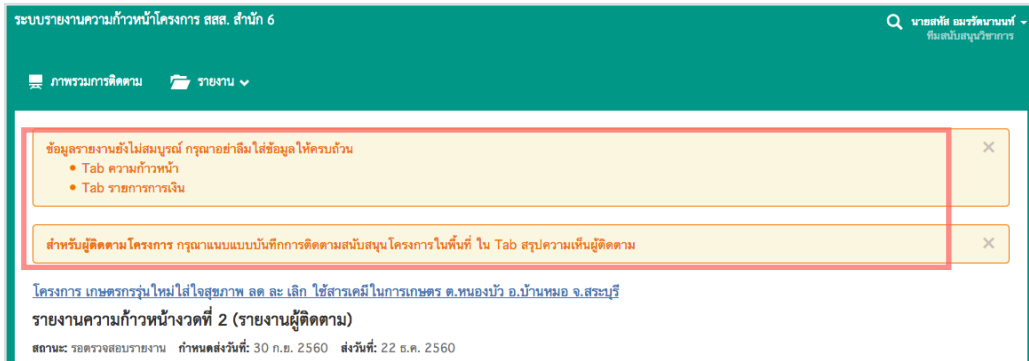 ระบบรายงานความก้าวหน้าโครงการ สสส. สำนัก 6
นายสหัส อมรรัตนานนท์
ทีมสนับสนุนวิชาการ
ภาพรวมการติดตาม
รายงาน
ข้อมูลรายงานยังไม่สมบูรณ์ กรุณาอย่าลืมใส่ข้อมูลให้ครบถ้วน
Tab ความก้าวหน้า
Tab รายการการเงิน
สำหรับผู้ติดตามโครงการ กรุณาแนบแบบบันทึกการติดตามสนับสนุนโครงการในพื้นที่ ใน Tab สรุปความเห็นผู้ติดตาม
โครงการ เกษตรกรรุ่นใหม่ใส่ใจสุขภาพ ลด ละ เลิก ใช้สารเคมีในการเกษตร ต.หนองบัว อ.บ้านหมอ จ.สระบุรี
รายงานความก้าวหน้างวดที่ 2 (รายงานผู้ติดตาม)
สถานะ: รอตรวจสอบรายงาน กำหนดส่งวันที่: 30 ก.ย. 2560 ส่งวันที่: 22 ธ.ค. 2560